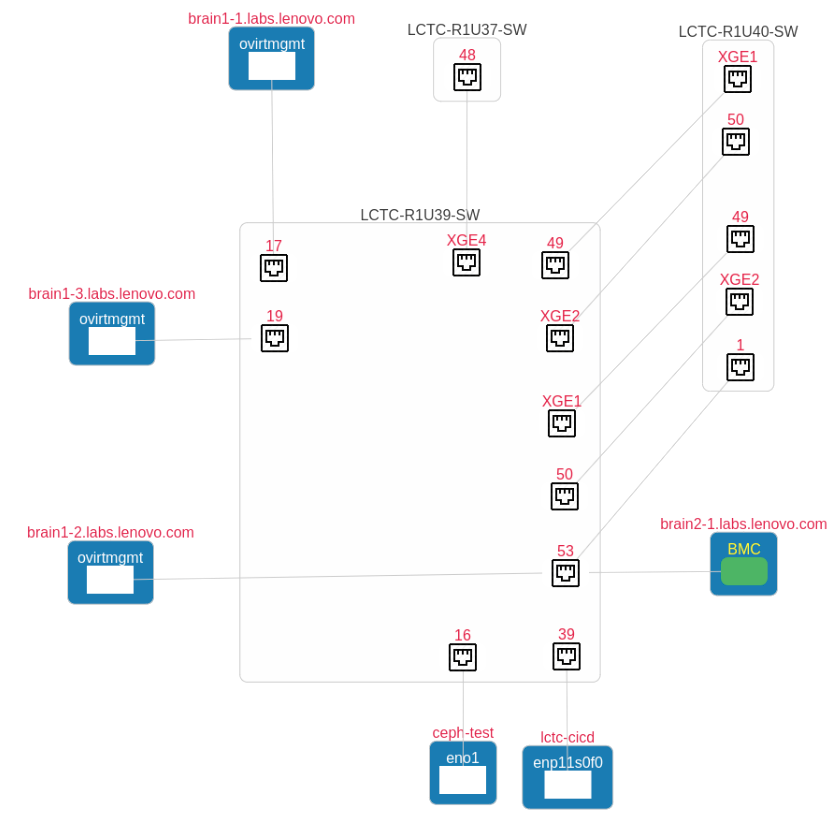 brain1-1.labs.lenovo.com
ovirtmgmt
LCTC-R1U37-SW
48
LCTC-R1U40-SW
XGE1
50
49
XGE2
1
LCTC-R1U39-SW
17
XGE4
49
19
XGE2
XGE1
50
53
16
39
brain1-3.labs.lenovo.com
ovirtmgmt
brain1-2.labs.lenovo.com
ovirtmgmt
brain2-1.labs.lenovo.com
BMC
ceph-test
eno1
lctc-cicd
enp11s0f0